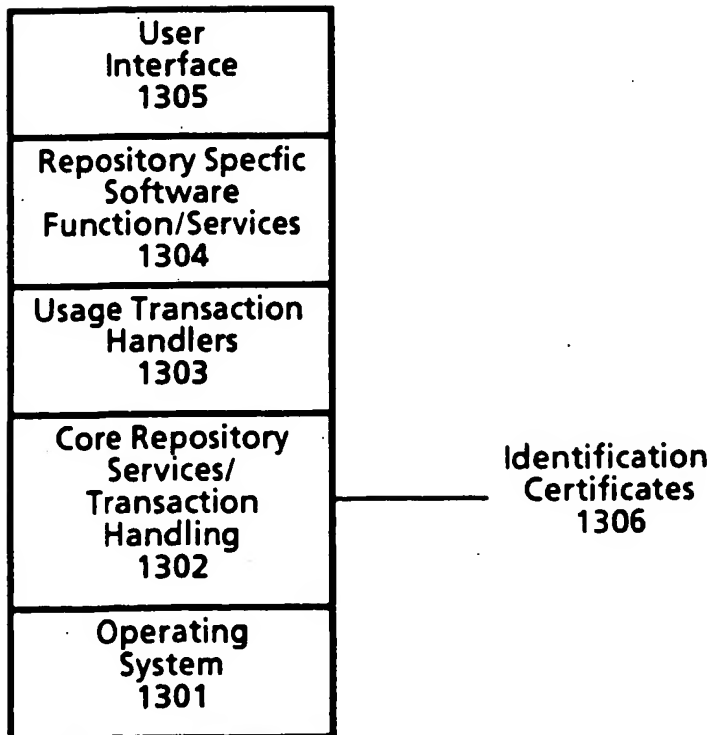 User
Interface
1305
Repository Specfic
Software
Function/Services
1304
Usage Transaction
Handlers
1303
Core Repository
Services/
Transaction
Handling
1302
Identification
Certificates
1306
Operating
System
1301